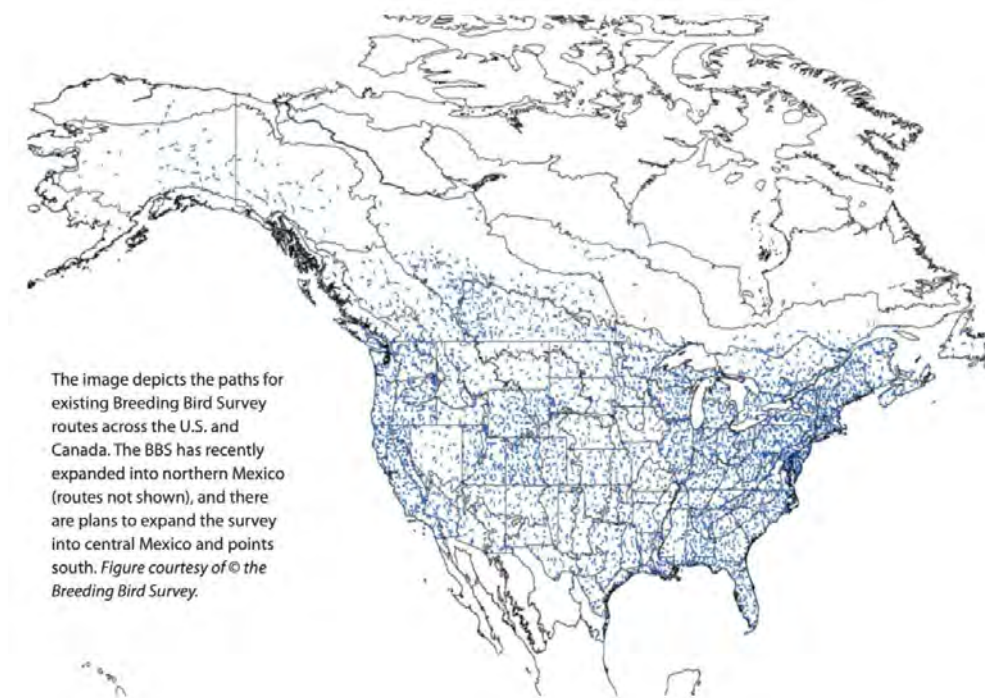 The image depicts the paths for
existing Breeding Bird Survey
routes across the U.S. and
Canada. The BBS has recently
expanded into northern Mexico
(routes not shown), and there
are plans to expand the survey
into central Mexico and points
south. Figure courtesy of © the
Breeding Bird Survey.